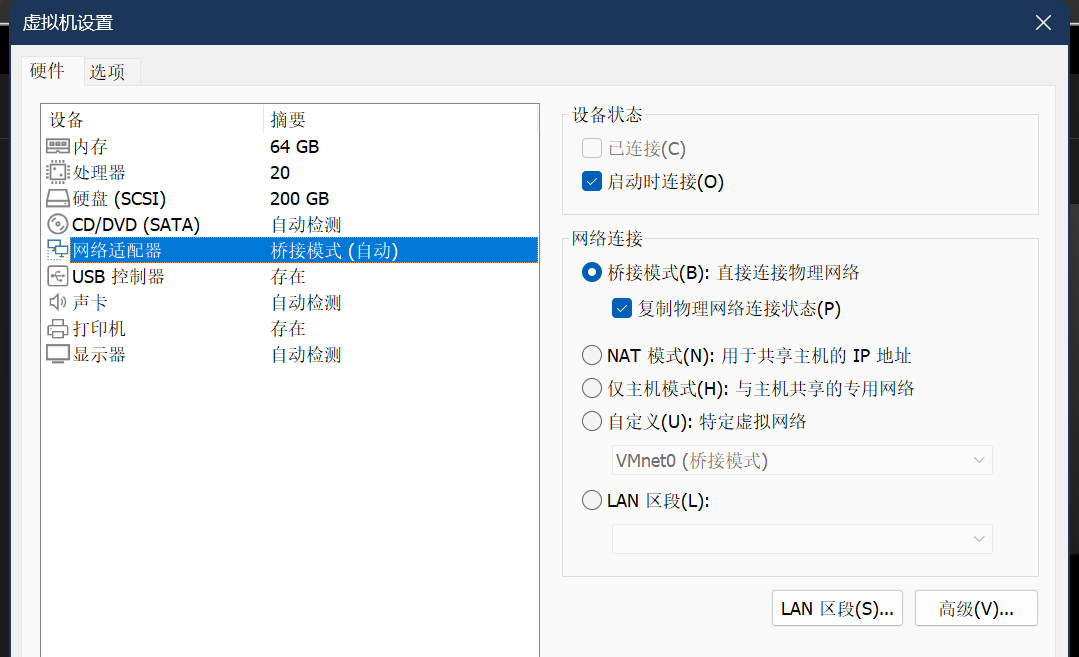 虚拟机设置
硬件 选项
设备 摘要
内存 64 GB
处理器 20
硬盘 (SCSI) 200 GB
CD/DVD (SATA) 自动检测
网络适配器 桥接模式 (自动)
USB 控制器 存在
声卡 自动检测
打印机 存在
显示器 自动检测
设备状态
已连接(C)
启动时连接(O)
网络连接
桥接模式(B): 直接连接物理网络
复制物理网络连接状态(P)
NAT 模式(N): 用于共享主机的 IP 地址
仅主机模式(H): 与主机共享的专用网络
自定义(U): 特定虚拟网络
VMnet0 (桥接模式)
LAN 区段(L):
LAN 区段(S)... 高级(V)...